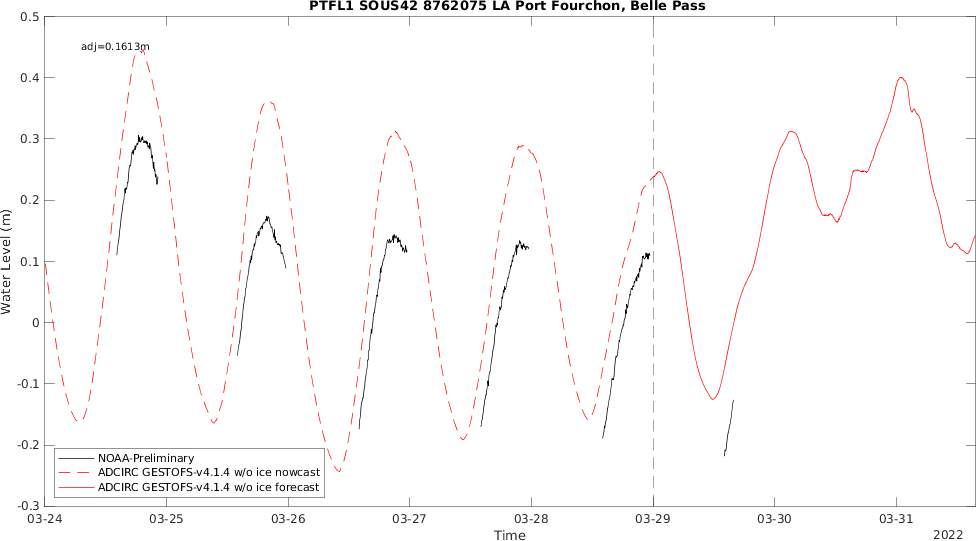 PTFL1 SOUS42 8762075 LA Port Fourchon, Belle Pass
adj=0.1613m
Water Level (m)
0.5
0.4
0.3
0.2
0.1
0
-0.1
-0.2
-0.3
NOAA-Preliminary
ADCIRC GESTOFS-v4.1.4 w/o ice nowcast
ADCIRC GESTOFS-v4.1.4 w/o ice forecast
03-24 03-25 03-26 03-27 03-28 03-29 03-30 03-31
Time
2022